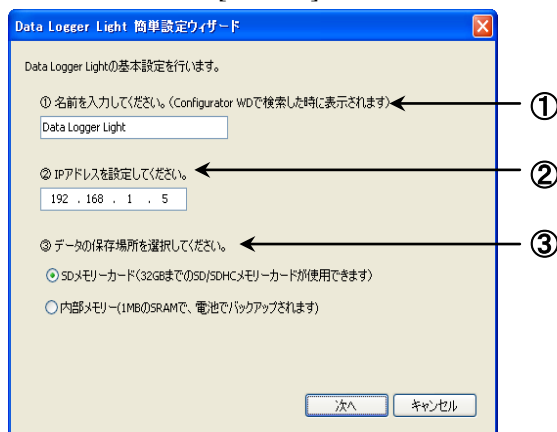 Data Logger Light 簡単設定ウィザード
Data Logger Lightの基本設定を行います。
① 名前を入力してください。(Configurator WDで検索した時に表示されます)
①
Data Logger Light
② IPアドレスを設定してください。
②
192 . 168 . 1 . 5
③ データの保存場所を選択してください。
③
SDメモリーカード(32GBまでのSD/SDHCメモリーカードが使用できます)
内部メモリー(1MBのSRAMで、電池でバックアップされます)
次へ
キャンセル